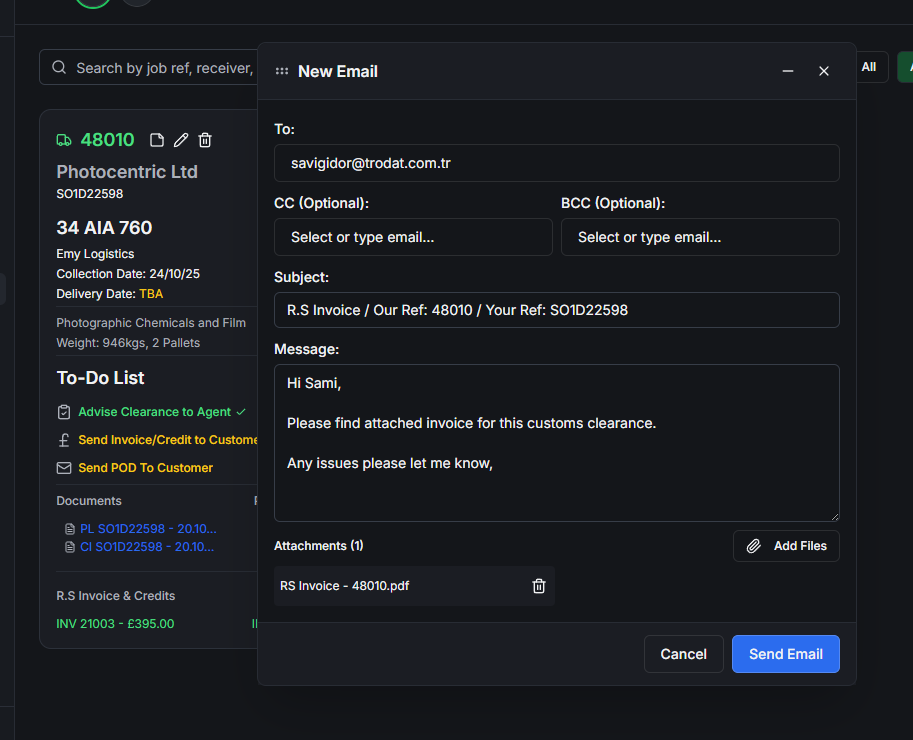 Search by job ref, receiver,
All
48010
Photocentric Ltd
SO1D22598
34 AIA 760
Emy Logistics
Collection Date: 24/10/25
Delivery Date: TBA
Photographic Chemicals and Film
Weight: 946kgs, 2 Pallets
To-Do List
Advise Clearance to Agent
Send Invoice/Credit to Custome
Send POD To Customer
Documents
PL SO1D22598 - 20.10...
CI SO1D22598 - 20.10...
R.S Invoice & Credits
INV 21003 - £395.00
New Email
To:
savigidor@trodat.com.tr
CC (Optional):
BCC (Optional):
Select or type email...
Select or type email...
Subject:
R.S Invoice / Our Ref: 48010 / Your Ref: SO1D22598
Message:
Hi Sami,
Please find attached invoice for this customs clearance.
Any issues please let me know,
Attachments (1)
Add Files
RS Invoice - 48010.pdf
Cancel
Send Email